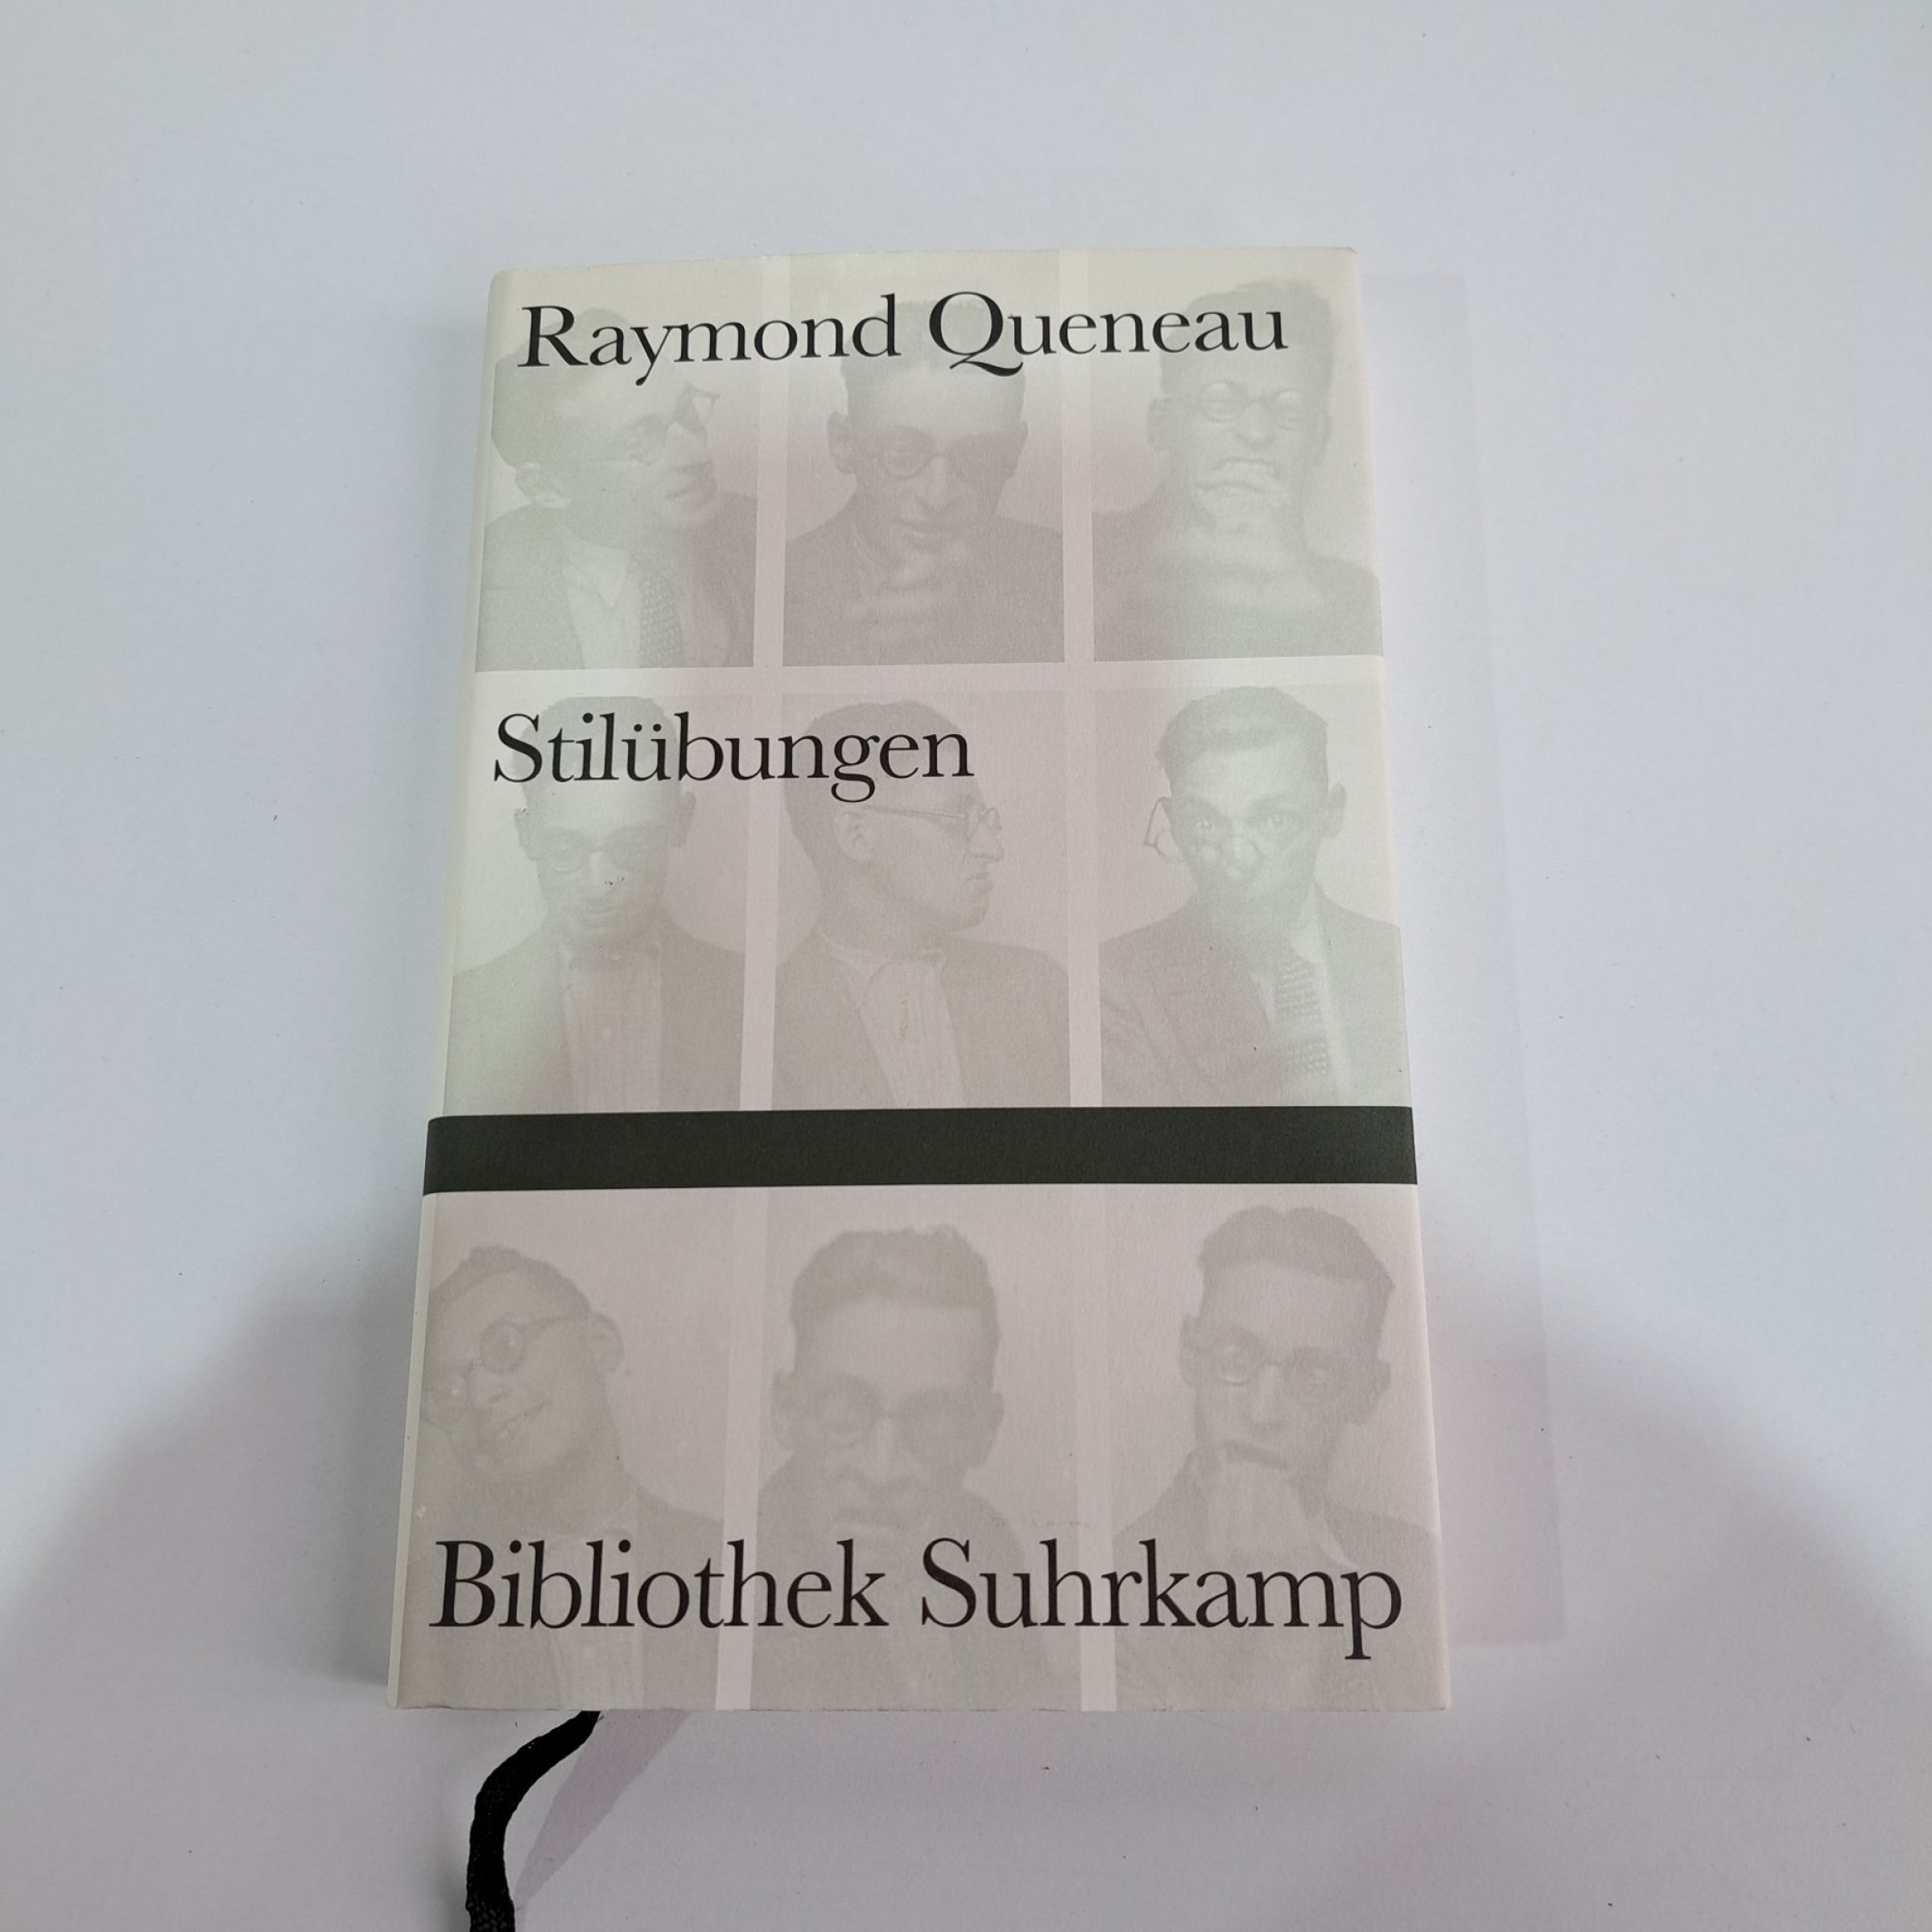 Raymond Queneau
Stilübungen
Bibliothek Suhrkamp